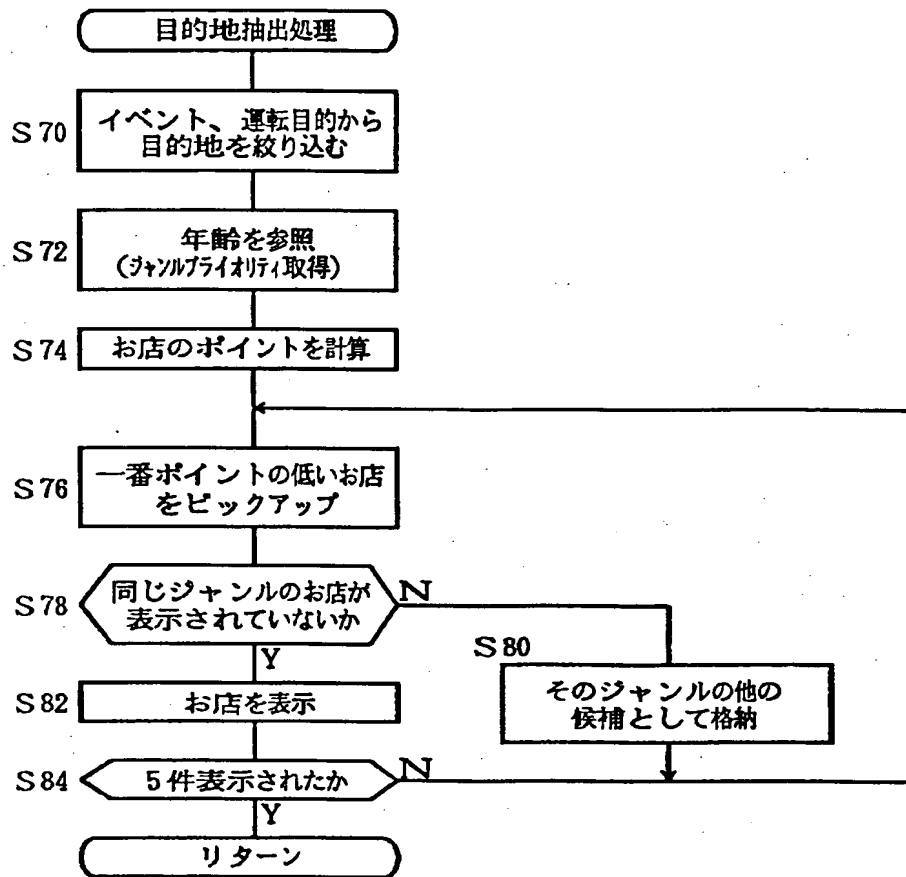 目的地抽出処理
S70
イベント、運転目的から
目的地を絞り込む
S72
年齢を参照
(ジャンルプライオリティ取得)
S74
お店のポイントを計算
S76
一番ポイントの低いお店
をピックアップ
S78
同じジャンルのお店が
表示されていないか
N
Y
S80
そのジャンルの他の
候補として格納
S82
お店を表示
S84
5件表示されたか
N
Y
リターン